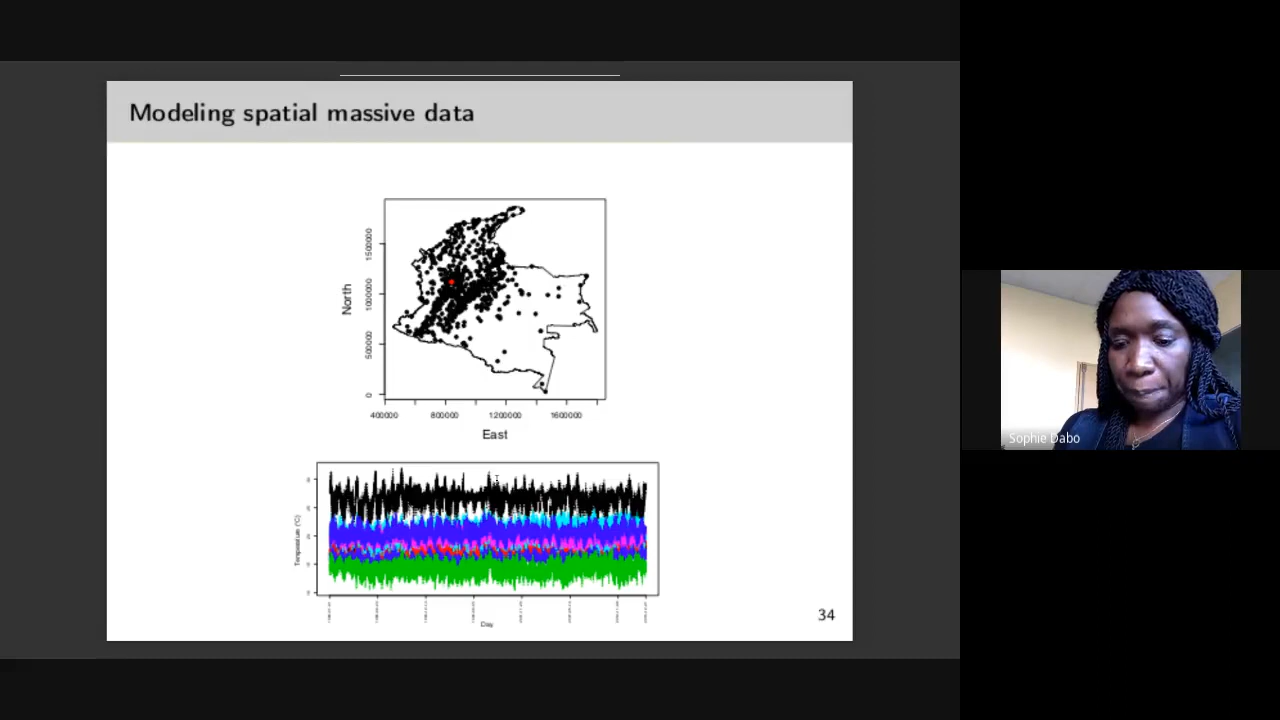 Modeling spatial massive data
North
0
500000
1000000
1500000
400000
800000
1200000
1600000
East
Temperature (°C)
Day
34
Sophie Dabo